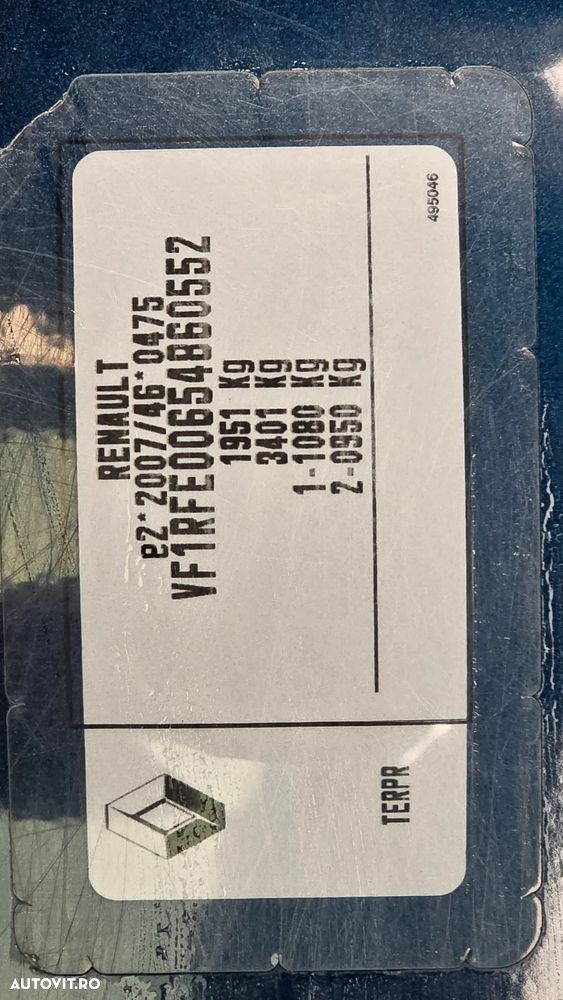 RENAULT
e2*2007/46*0475
VF1RFE00654860552
1951 Kg
3401 Kg
1-1080 Kg
2-0950 Kg
495046
TERPR
AUTOVIT.RO